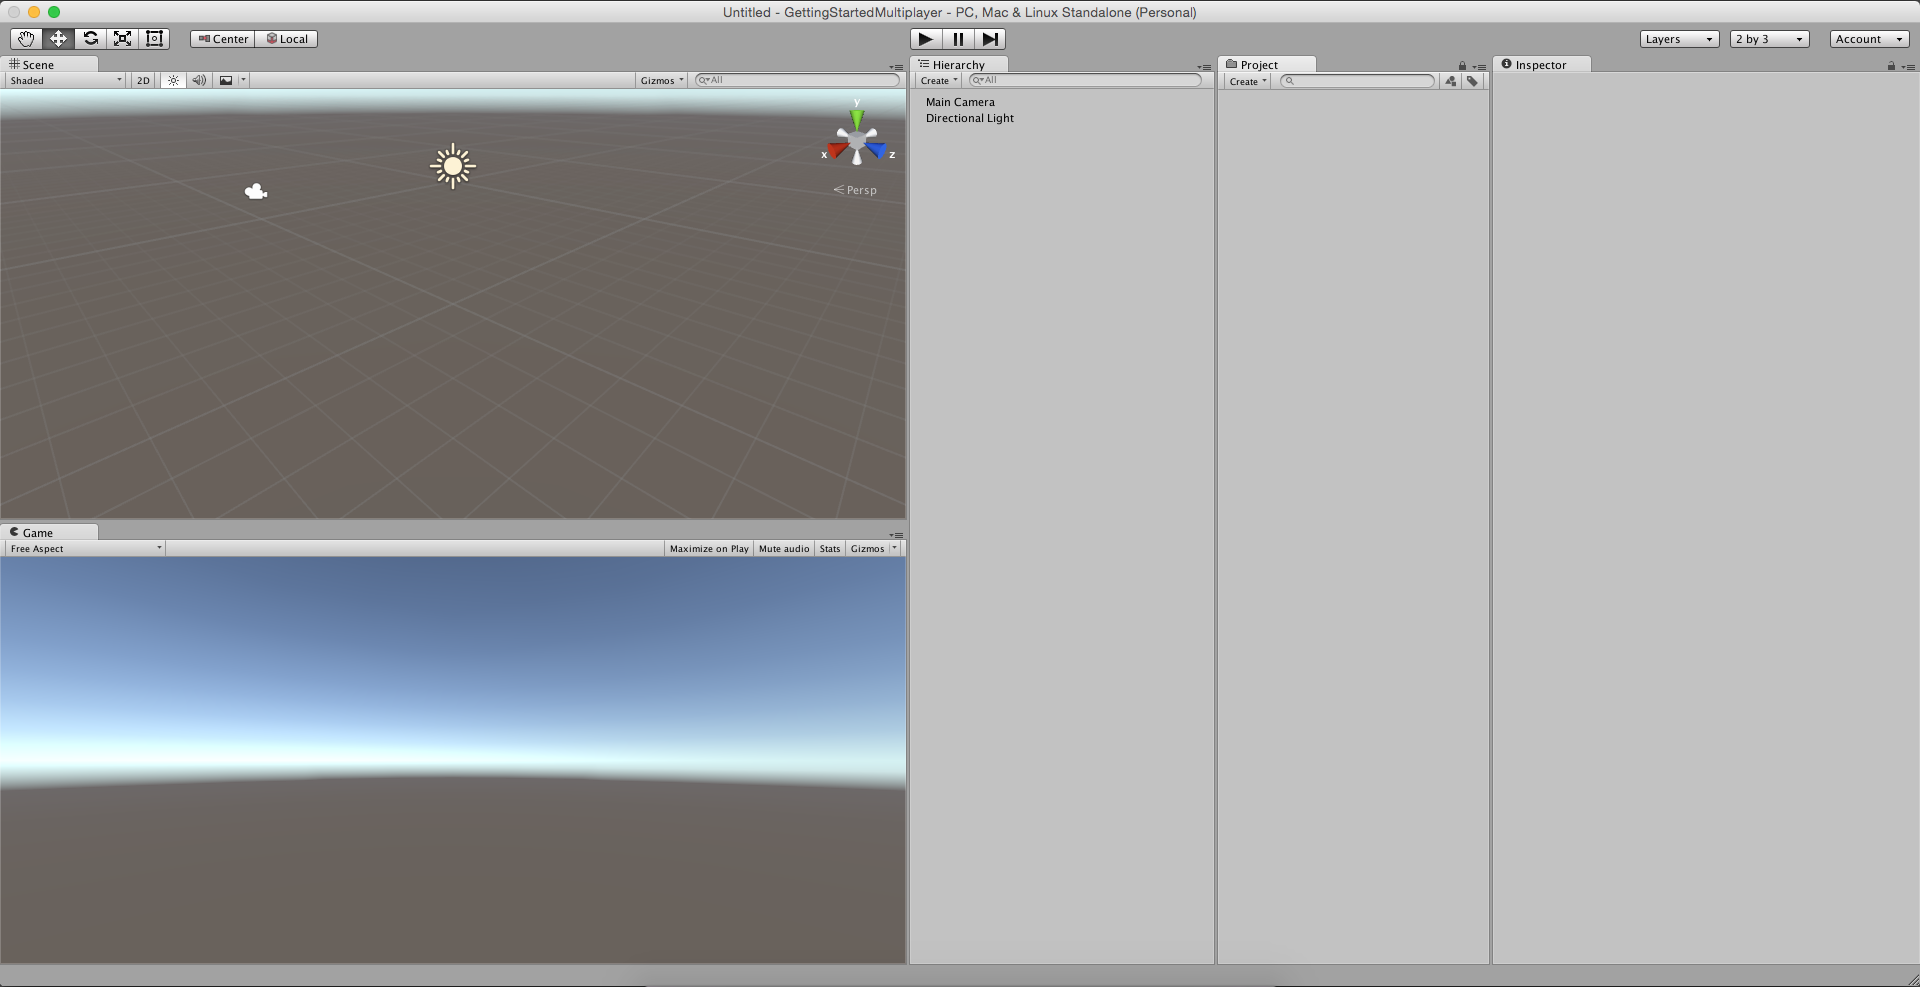 Untitled - GettingStartedMultiplayer - PC, Mac & Linux Standalone (Personal)
Center Local Layers 2 by 3 Account
Scene
Shaded 2D Gizmos All
y
x z
Persp
Game
Free Aspect Maximize on Play Mute audio Stats Gizmos
Hierarchy
Create All
Main Camera
Directional Light
Project
Create
Inspector